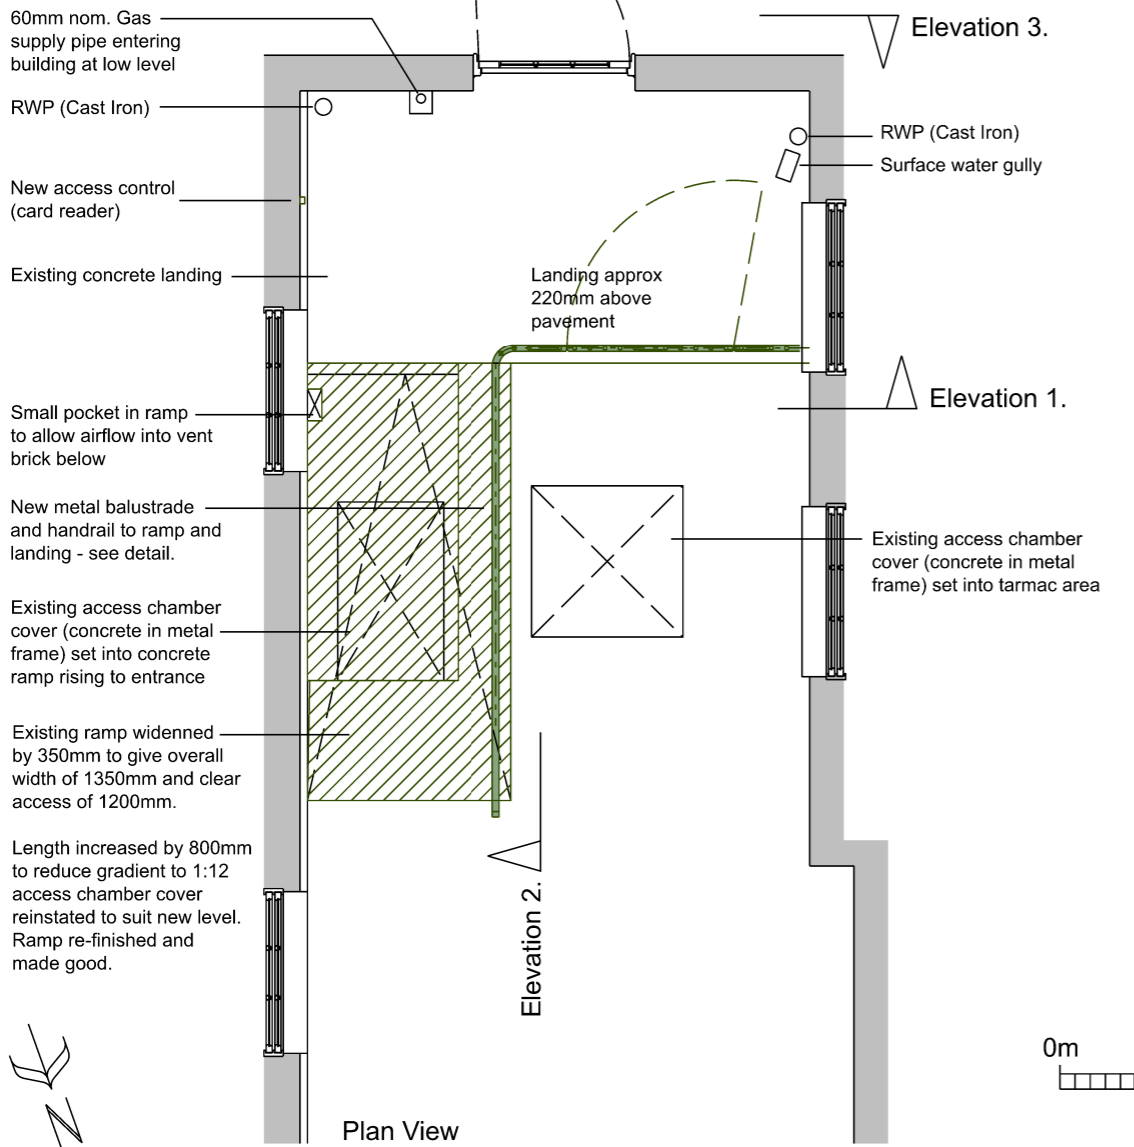 60mm nom. Gas
supply pipe entering
building at low level
RWP (Cast Iron)
New access control
(card reader)
Existing concrete landing
Small pocket in ramp
to allow airflow into vent
brick below
New metal balustrade
and handrail to ramp and
landing - see detail.
Existing access chamber
cover (concrete in metal
frame) set into concrete
ramp rising to entrance
Existing ramp widenned
by 350mm to give overall
width of 1350mm and clear
access of 1200mm.
Length increased by 800mm
to reduce gradient to 1:12
access chamber cover
reinstated to suit new level.
Ramp re-finished and
made good.
Landing approx
220mm above
pavement
Elevation 3.
RWP (Cast Iron)
Surface water gully
Elevation 1.
Existing access chamber
cover (concrete in metal
frame) set into tarmac area
Elevation 2.
0m
N
Plan View